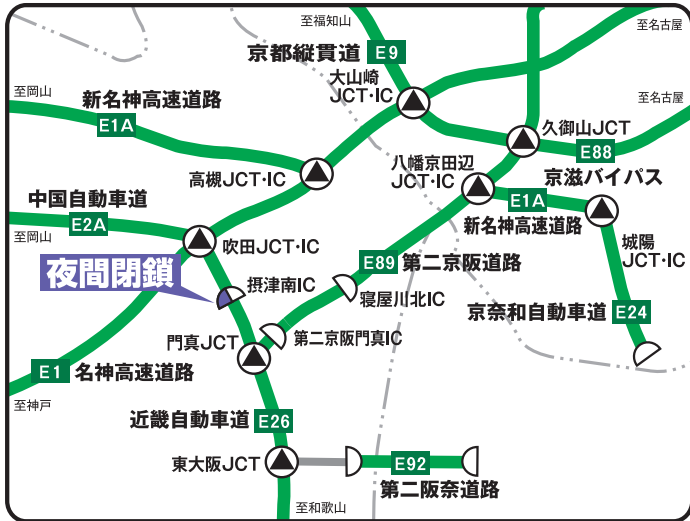 至福知山
至名古屋
京都縦貫道 E9
大山崎
JCT・IC
至岡山
新名神高速道路
E1A
至名古屋
久御山JCT
E88
京滋バイパス
高槻JCT・IC
八幡京田辺
JCT・IC
E1A
新名神高速道路
中国自動車道
E2A
至岡山
吹田JCT・IC
城陽
JCT・IC
夜間閉鎖
摂津南IC
E89 第二京阪道路
寝屋川北IC
京奈和自動車道 E24
門真JCT
第二京阪門真IC
E1 名神高速道路
至神戸
近畿自動車道 E26
東大阪JCT
E92
第二阪奈道路
至和歌山